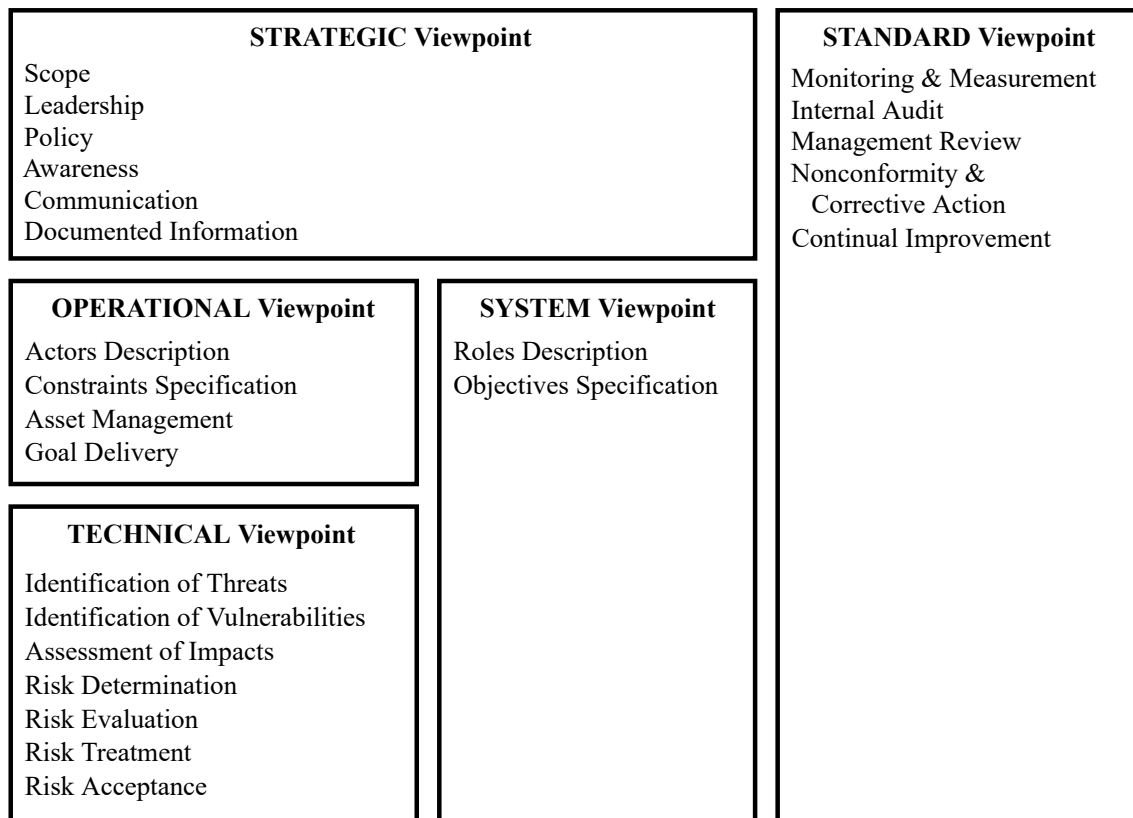 STRATEGIC Viewpoint
Scope
Leadership
Policy
Awareness
Communication
Documented Information
STANDARD Viewpoint
Monitoring & Measurement
Internal Audit
Management Review
Nonconformity &
Corrective Action
Continual Improvement
OPERATIONAL Viewpoint
Actors Description
Constraints Specification
Asset Management
Goal Delivery
SYSTEM Viewpoint
Roles Description
Objectives Specification
TECHNICAL Viewpoint
Identification of Threats
Identification of Vulnerabilities
Assessment of Impacts
Risk Determination
Risk Evaluation
Risk Treatment
Risk Acceptance